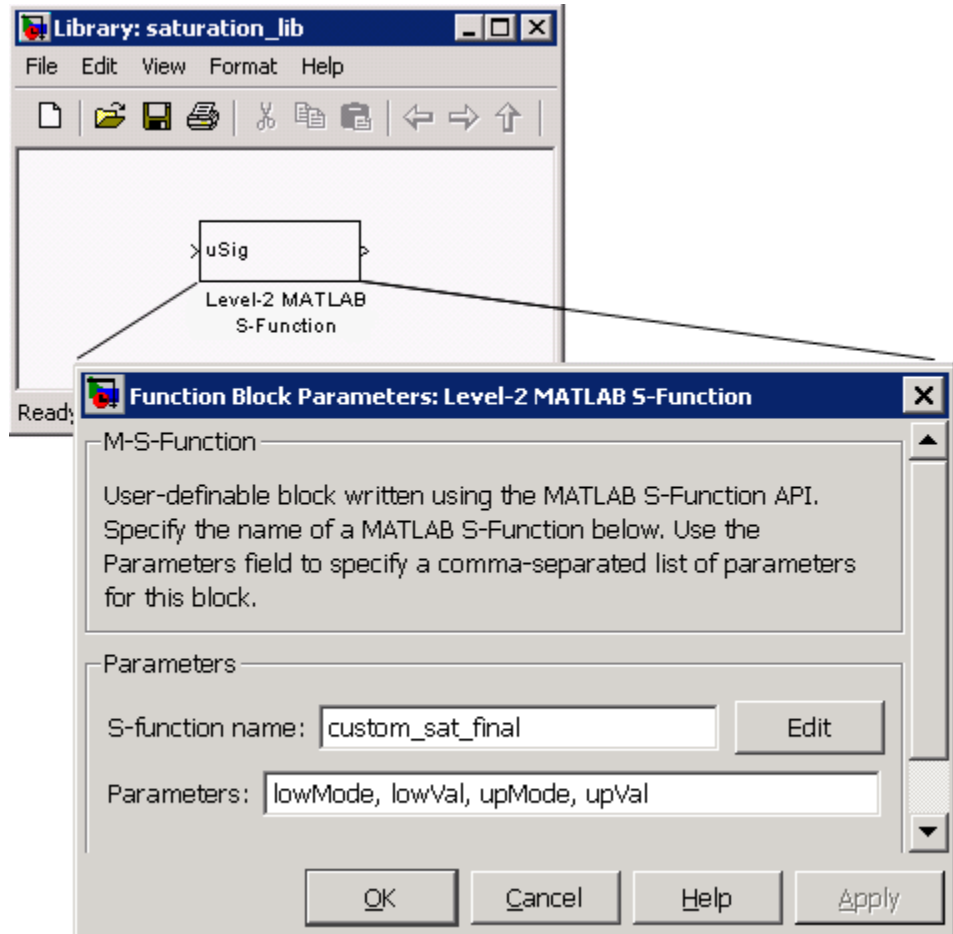 Library: saturation_lib
File Edit View Format Help
uSig
Level-2 MATLAB
S-Function
Ready
Function Block Parameters: Level-2 MATLAB S-Function
M-S-Function
User-definable block written using the MATLAB S-Function API.
Specify the name of a MATLAB S-Function below. Use the
Parameters field to specify a comma-separated list of parameters
for this block.
Parameters
S-function name: custom_sat_final Edit
Parameters: lowMode, lowVal, upMode, upVal
OK Cancel Help Apply